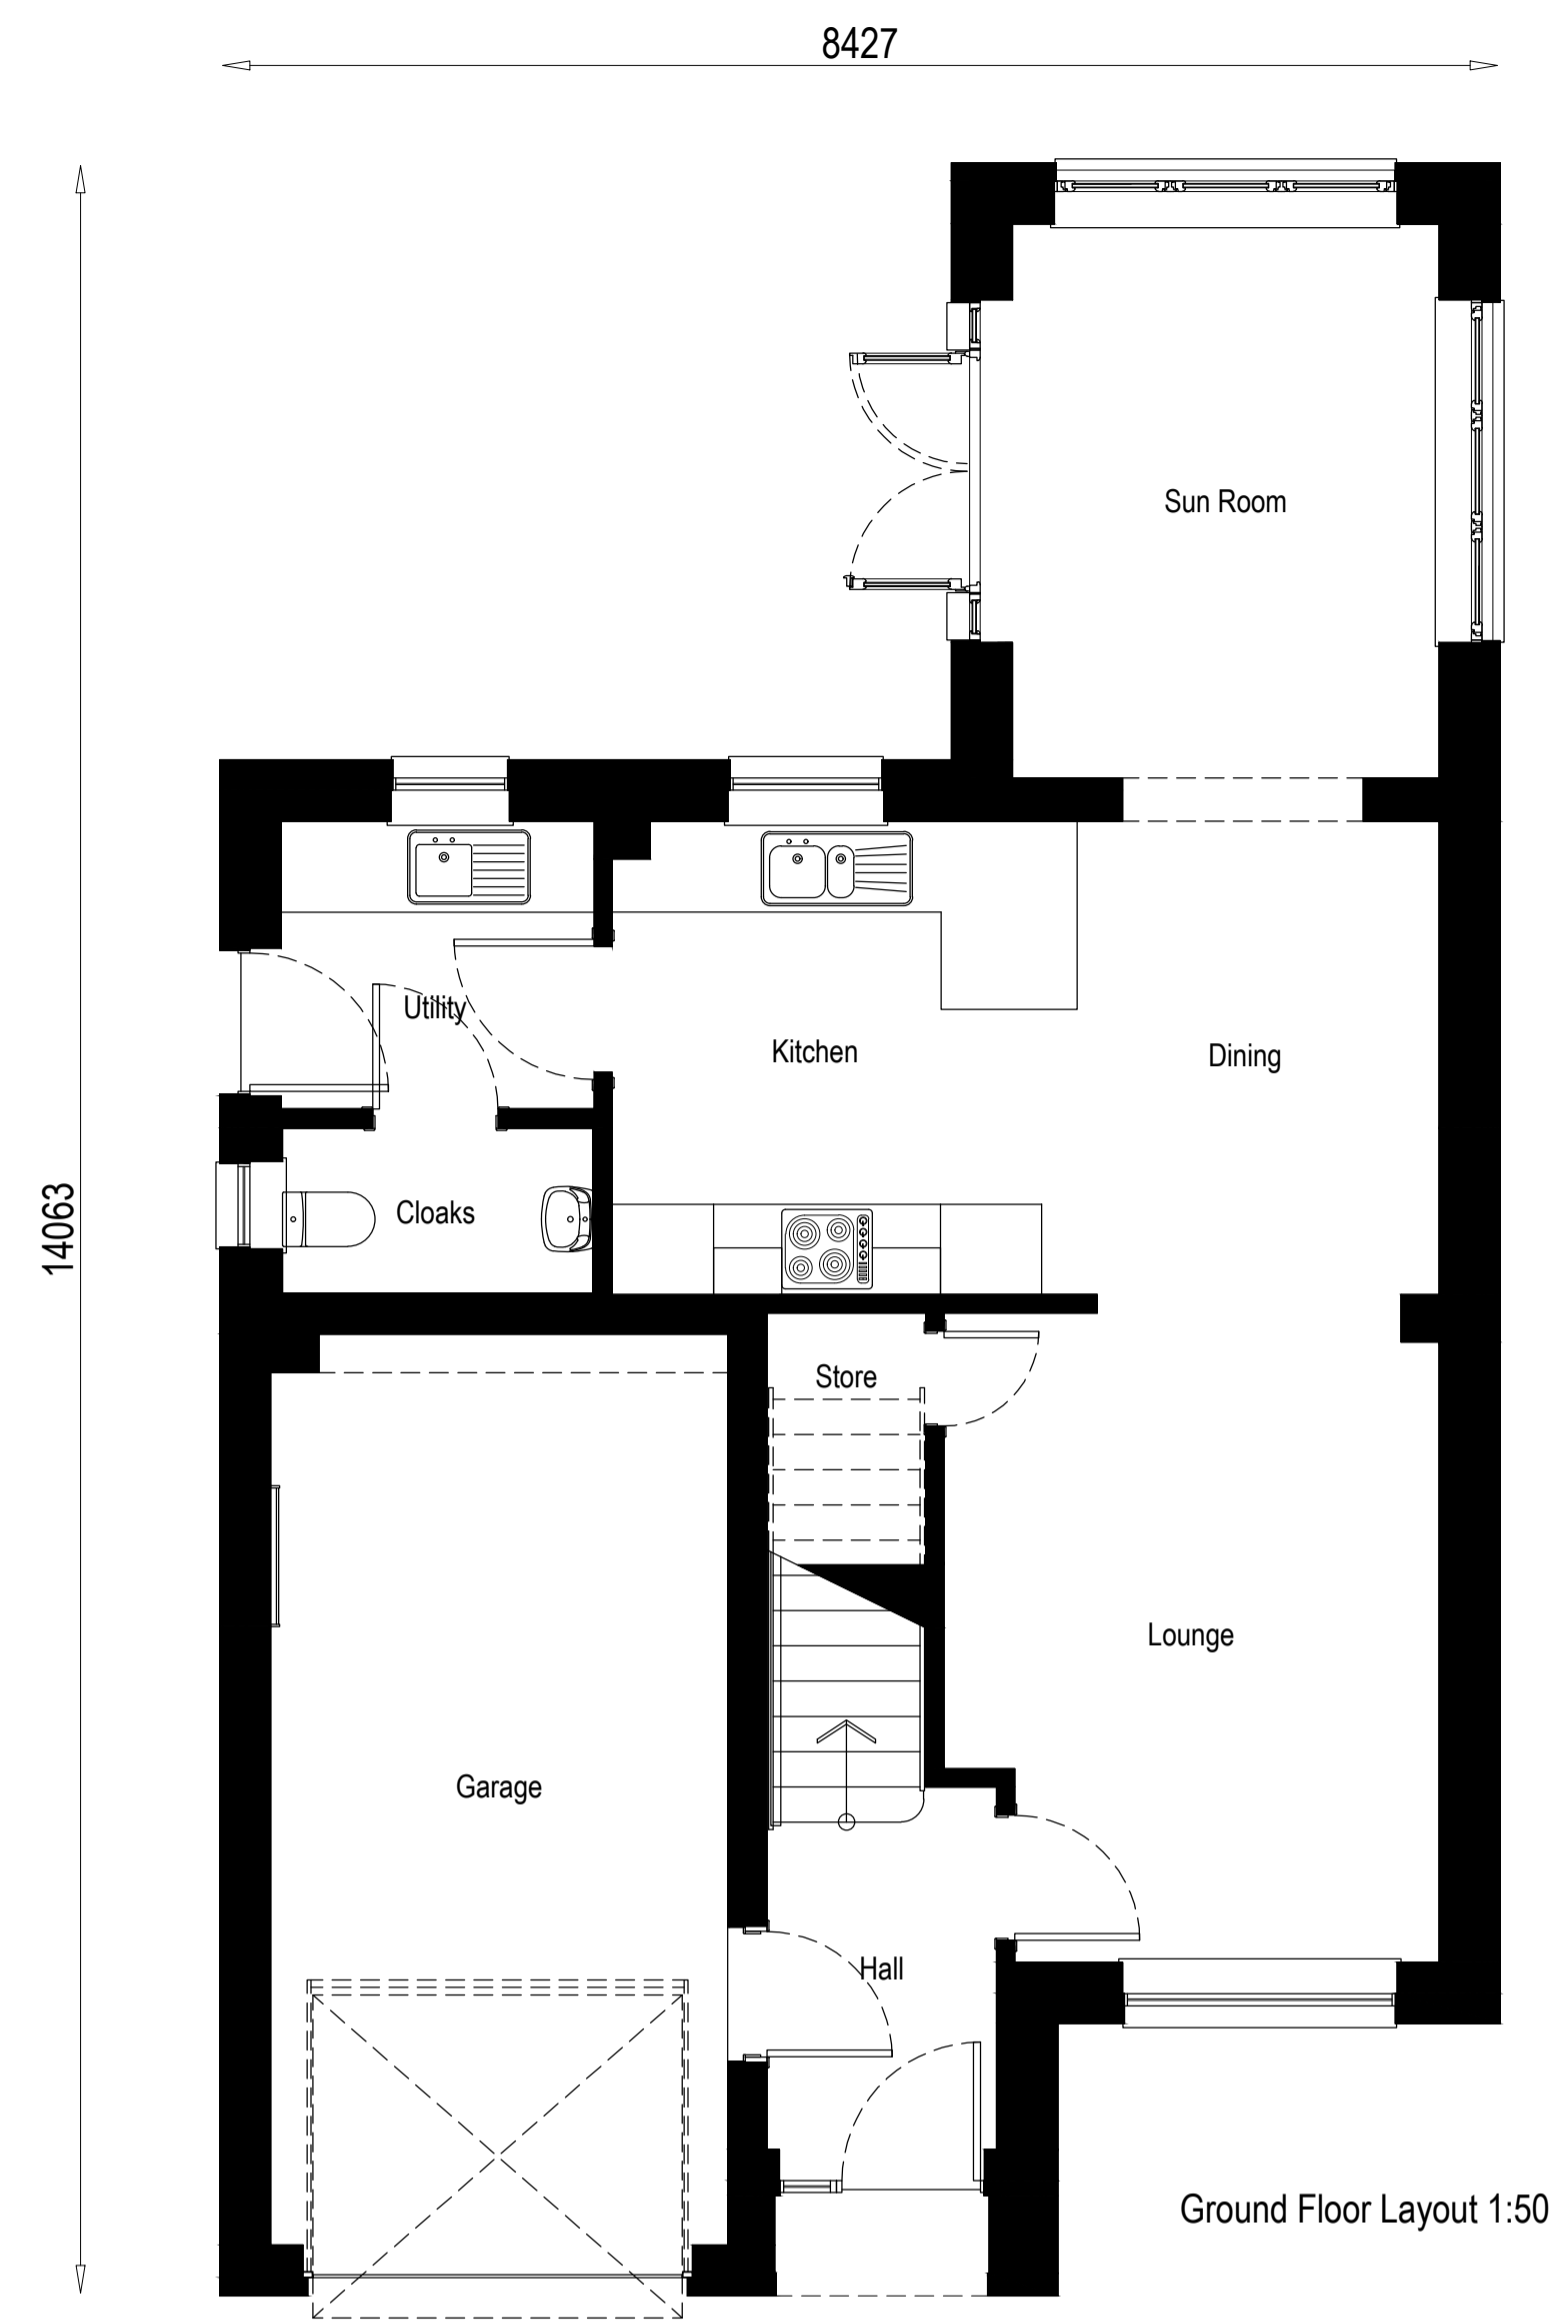 8427
Sun Room
Utility
Kitchen
Dining
Cloaks
14063
Store
Lounge
Garage
Hall
Ground Floor Layout 1:50